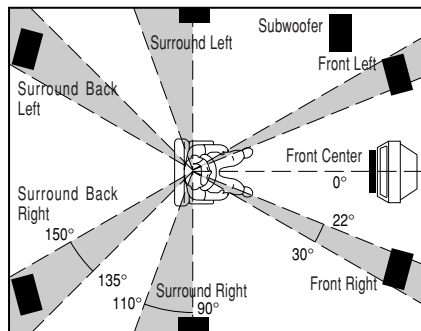 Subwoofer
Surround Left
Front Left
Surround Back
Left
Front Center
0°
Surround Back
Right
150°
22°
30°
135°
Front Right
110°
Surround Right
90°